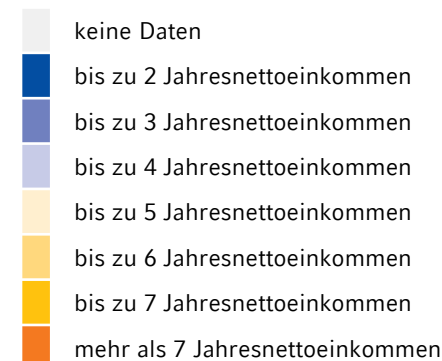 keine Daten
bis zu 2 Jahresnettoeinkommen
bis zu 3 Jahresnettoeinkommen
bis zu 4 Jahresnettoeinkommen
bis zu 5 Jahresnettoeinkommen
bis zu 6 Jahresnettoeinkommen
bis zu 7 Jahresnettoeinkommen
mehr als 7 Jahresnettoeinkommen